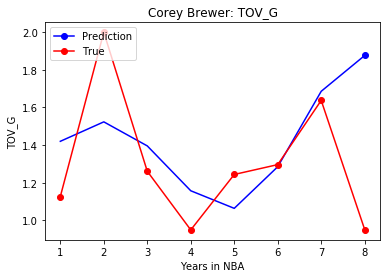 Corey Brewer: TOV_G
Prediction
True
2.0
1.8
1.6
1.4
1.2
1.0
TOV_G
1 2 3 4 5 6 7 8
Years in NBA